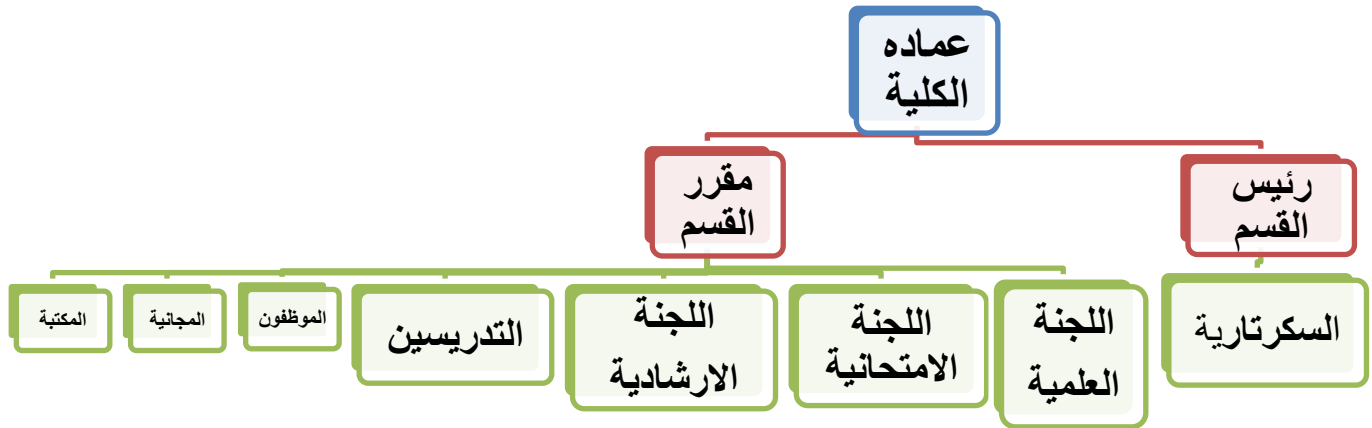 عماده
الكلية
رئيس
القسم
مقرر
القسم
السكرتارية
اللجنة
العلمية
اللجنة
الامتحانية
اللجنة
الارشادية
التدريسين
الموظفون
المجانية
المكتبة